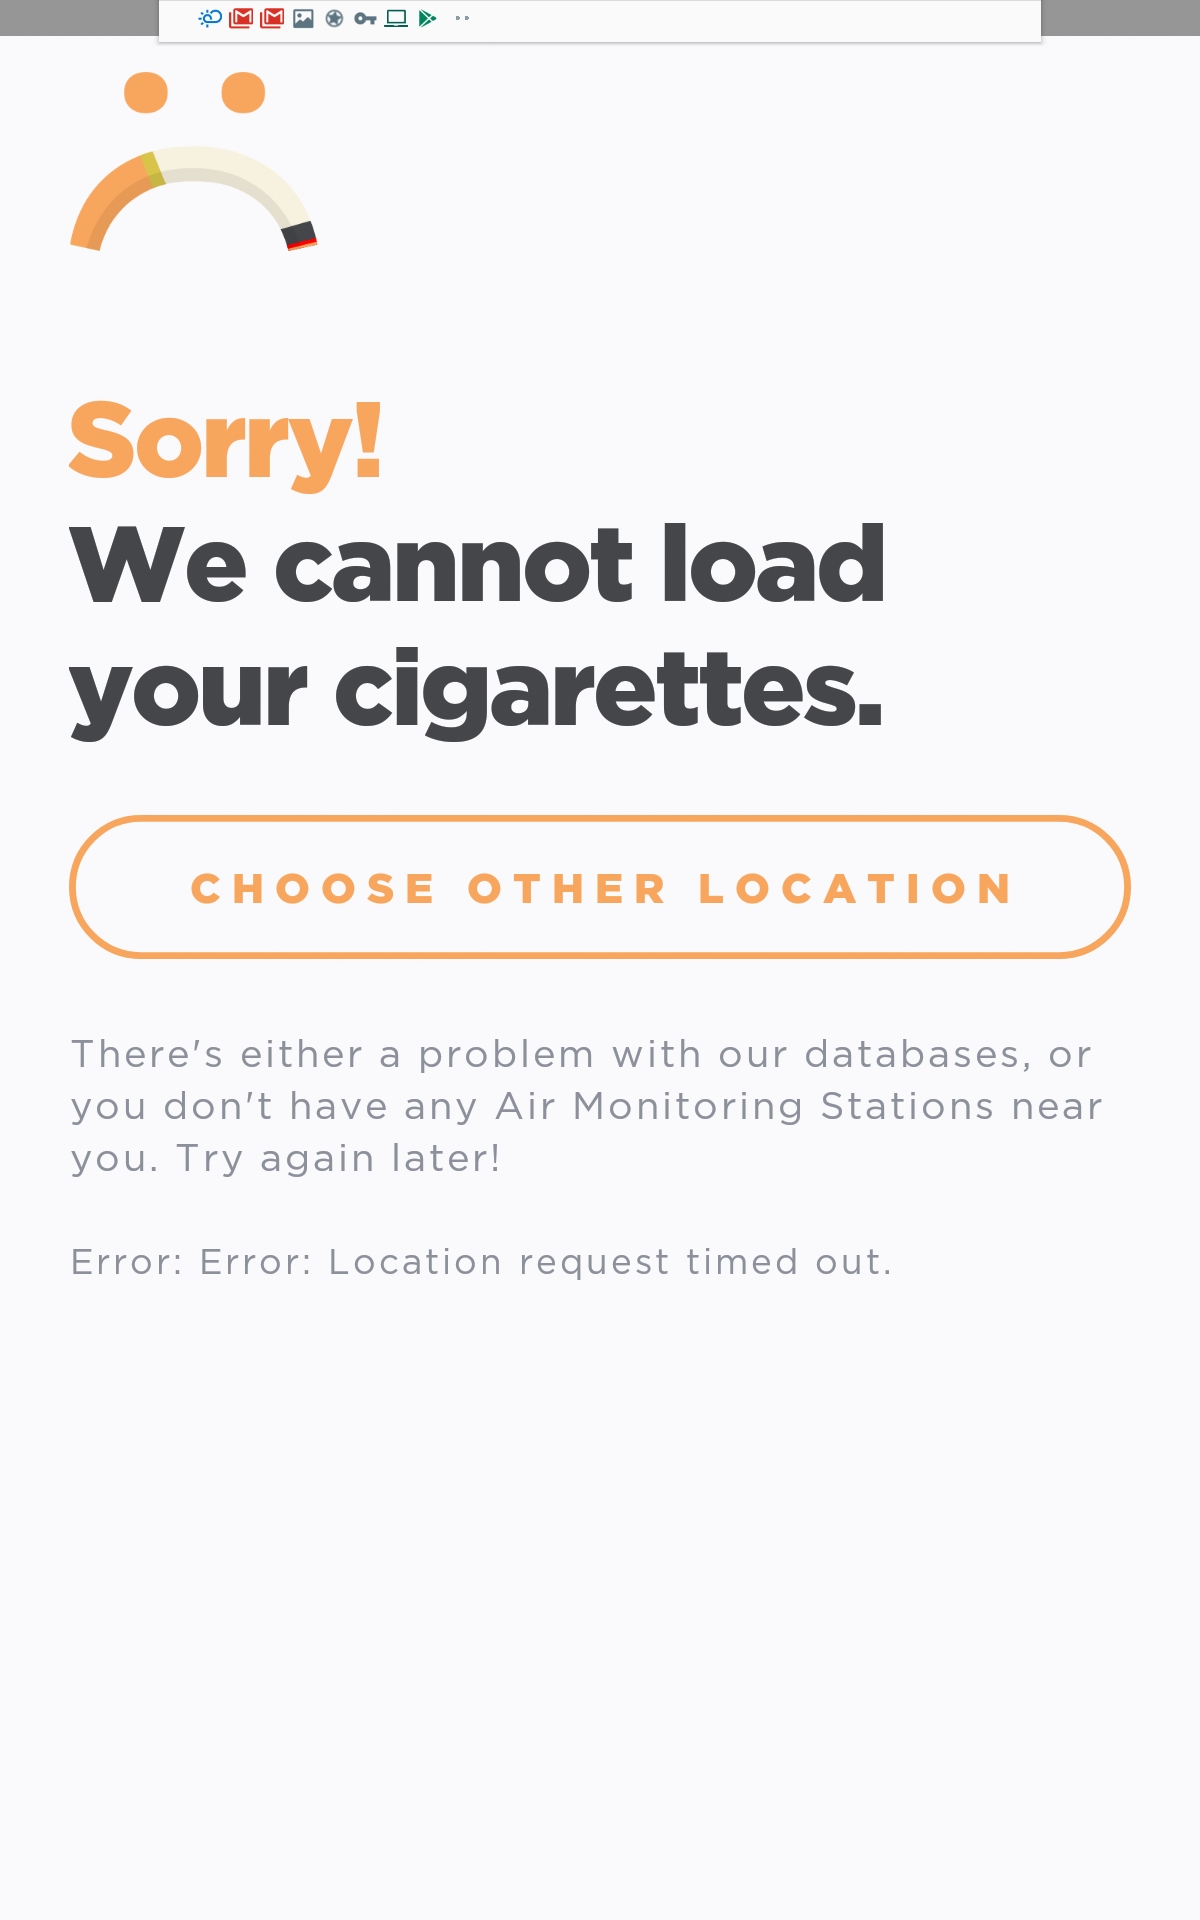 Sorry!
We cannot load
your cigarettes.
CHOOSE OTHER LOCATION
There's either a problem with our databases, or
you don't have any Air Monitoring Stations near
you. Try again later!
Error: Error: Location request timed out.